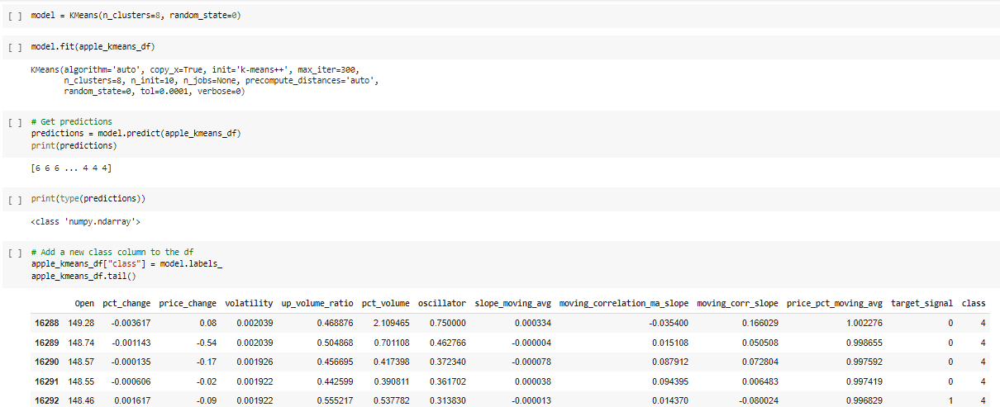 [ ] model = KMeans(n_clusters=8, random_state=0)
[ ] model.fit(apple_kmeans_df)
KMeans(algorithm='auto', copy_x=True, init='k-means++', max_iter=300,
n_clusters=8, n_init=10, n_jobs=None, precompute_distances='auto',
random_state=0, tol=0.0001, verbose=0)
[ ] # Get predictions
predictions = model.predict(apple_kmeans_df)
print(predictions)
[6 6 6 ... 4 4 4]
[ ] print(type(predictions))
<class 'numpy.ndarray'>
[ ] # Add a new class column to the df
apple_kmeans_df["class"] = model.labels_
apple_kmeans_df.tail()
Open pct_change price_change volatility up_volume_ratio pct_volume oscillator slope_moving_avg moving_correlation_ma_slope moving_corr_slope price_pct_moving_avg target_signal class
16288 149.28 -0.003617 0.08 0.002039 0.468876 2.109465 0.750000 0.000334 -0.035400 0.166029 1.002276 0 4
16289 148.74 -0.001143 -0.54 0.002039 0.504868 0.701108 0.462766 -0.000004 0.015108 0.050508 0.998655 0 4
16290 148.57 -0.000135 -0.17 0.001926 0.456695 0.417398 0.372340 -0.000078 0.087912 0.072804 0.997592 0 4
16291 148.55 -0.000606 -0.02 0.001922 0.442599 0.390811 0.361702 0.000038 0.094395 0.006483 0.997419 0 4
16292 148.46 0.001617 -0.09 0.001922 0.555217 0.537782 0.313830 -0.000013 0.014370 -0.080024 0.996829 1 4